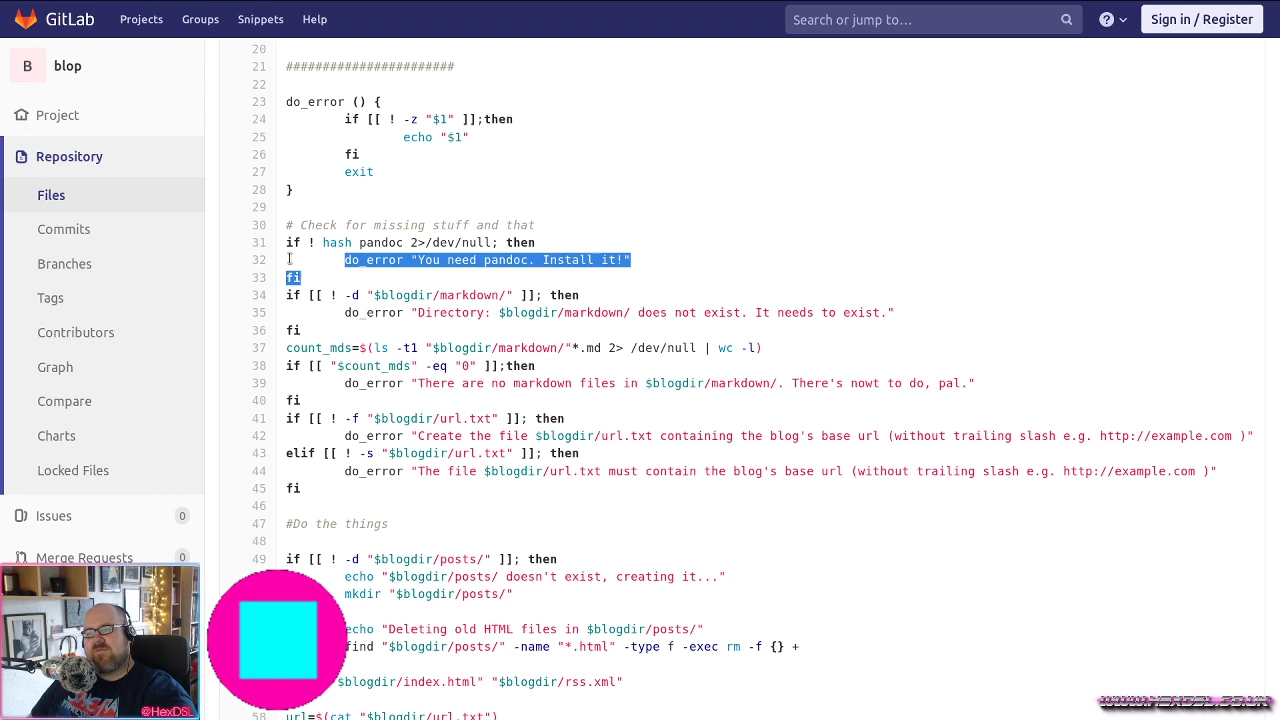 GitLab Projects Groups Snippets Help Search or jump to... Sign in / Register
B blop
Project
Repository
Files
Commits
Branches
Tags
Contributors
Graph
Compare
Charts
Locked Files
Issues 0
Merge Requests 0
20
21 #######################
22
23 do_error () {
24 if [[ ! -z "$1" ]];then
25 echo "$1"
26 fi
27 exit
28 }
29
30 # Check for missing stuff and that
31 if ! hash pandoc 2>/dev/null; then
32 do_error "You need pandoc. Install it!"
33 fi
34 if [[ ! -d "$blogdir/markdown/" ]]; then
35 do_error "Directory: $blogdir/markdown/ does not exist. It needs to exist."
36 fi
37 count_mds=$(ls -t1 "$blogdir/markdown/"*.md 2> /dev/null | wc -l)
38 if [[ "$count_mds" -eq "0" ]];then
39 do_error "There are no markdown files in $blogdir/markdown/. There's nowt to do, pal."
40 fi
41 if [[ ! -f "$blogdir/url.txt" ]]; then
42 do_error "Create the file $blogdir/url.txt containing the blog's base url (without trailing slash e.g. http://example.com )"
43 elif [[ ! -s "$blogdir/url.txt" ]]; then
44 do_error "The file $blogdir/url.txt must contain the blog's base url (without trailing slash e.g. http://example.com )"
45 fi
46
47 #Do the things
48
49 if [[ ! -d "$blogdir/posts/" ]]; then
echo "$blogdir/posts/ doesn't exist, creating it..."
mkdir "$blogdir/posts/"
echo "Deleting old HTML files in $blogdir/posts/"
find "$blogdir/posts/" -name "*.html" -type f -exec rm -f {} +
"$blogdir/index.html" "$blogdir/rss.xml"
58 url=$(cat "$blogdir/url.txt")
@HexDSL
WWW.HEXDSL.CO.UK